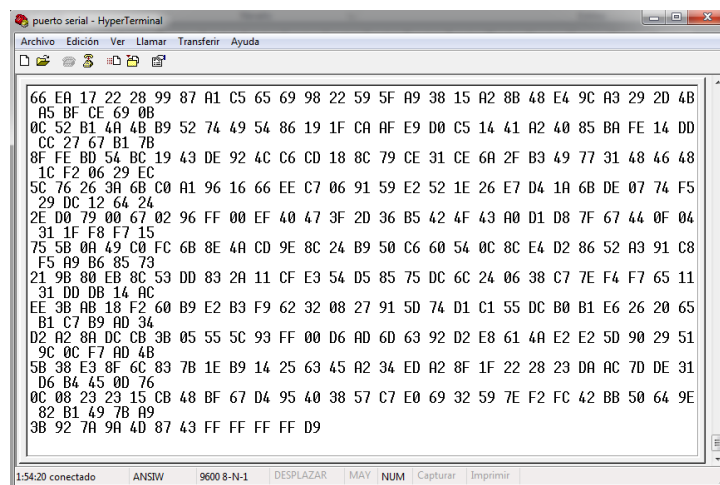 puerto serial - HyperTerminal
Archivo Edición Ver Llamar Transferir Ayuda
66 EA 17 22 28 99 87 A1 C5 65 69 98 22 59 5F A9 38 15 A2 8B 48 E4 9C A3 29 2D 4B
A5 BF CE 69 0B
0C 52 B1 4A 4B B9 52 74 49 54 86 19 1F CA AF E9 D0 C5 14 41 A2 40 85 BA FE 14 DD
CC 27 67 B1 7B
8F FE BD 54 BC 19 43 DE 92 4C C6 CD 18 8C 79 CE 31 CE 6A 2F B3 49 77 31 48 46 48
1C F2 06 29 EC
5C 76 26 3A 6B C0 A1 96 16 66 EE C7 06 91 59 E2 52 1E 26 E7 D4 1A 6B DE 07 74 F5
29 DC 12 64 24
2E D0 79 00 67 02 96 FF 00 EF 40 47 3F 2D 36 B5 42 4F 43 A0 D1 D8 7F 67 44 0F 04
31 1F F8 F7 15
75 5B 0A 49 C0 FC 6B 8E 4A CD 9E 8C 24 B9 50 C6 60 54 0C 8C E4 D2 86 52 A3 91 C8
F5 A9 B6 85 73
21 9B 80 EB 8C 53 DD 83 2A 11 CF E3 54 D5 85 75 DC 6C 24 06 38 C7 7E F4 F7 65 11
31 DD DB 14 AC
EE 3B AB 18 F2 60 B9 E2 B3 F9 62 32 08 27 91 5D 74 D1 C1 55 DC B0 B1 E6 26 20 65
B1 C7 B9 AD 34
D2 A2 8A DC CB 3B 05 55 5C 93 FF 00 D6 AD 6D 63 92 D2 E8 61 4A E2 E2 5D 90 29 51
9C 0C F7 AD 4B
5B 38 E3 8F 6C 83 7B 1E B9 14 25 63 45 A2 34 ED A2 8F 1F 22 28 23 DA AC 7D DE 31
D6 B4 45 0D 76
0C 08 23 23 15 CB 48 BF 67 D4 95 40 38 57 C7 E0 69 32 59 7E F2 FC 42 BB 50 64 9E
82 B1 49 7B A9
3B 92 7A 9A 4D 87 43 FF FF FF FF D9
1:54:20 conectado ANSIW 9600 8-N-1 DESPLAZAR MAY NUM Capturar Imprimir